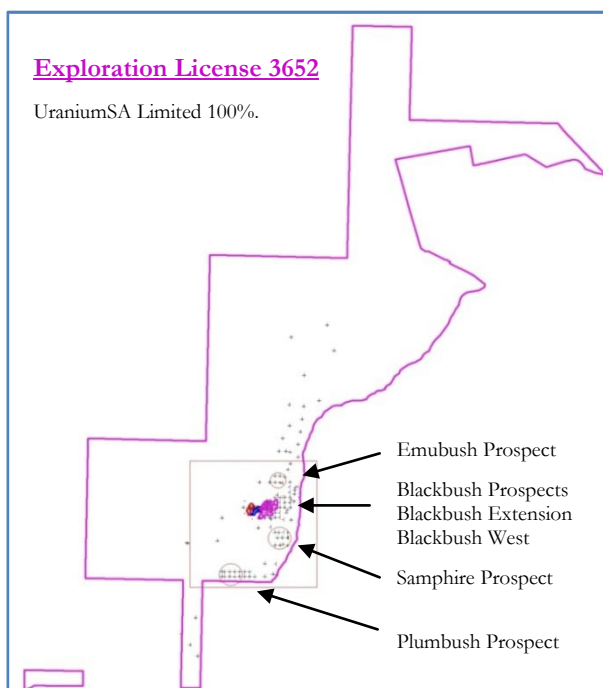 Exploration License 3652
UraniumSA Limited 100%.
Emubush Prospect
Blackbush Prospects
Blackbush Extension
Blackbush West
Samphire Prospect
Plumbush Prospect